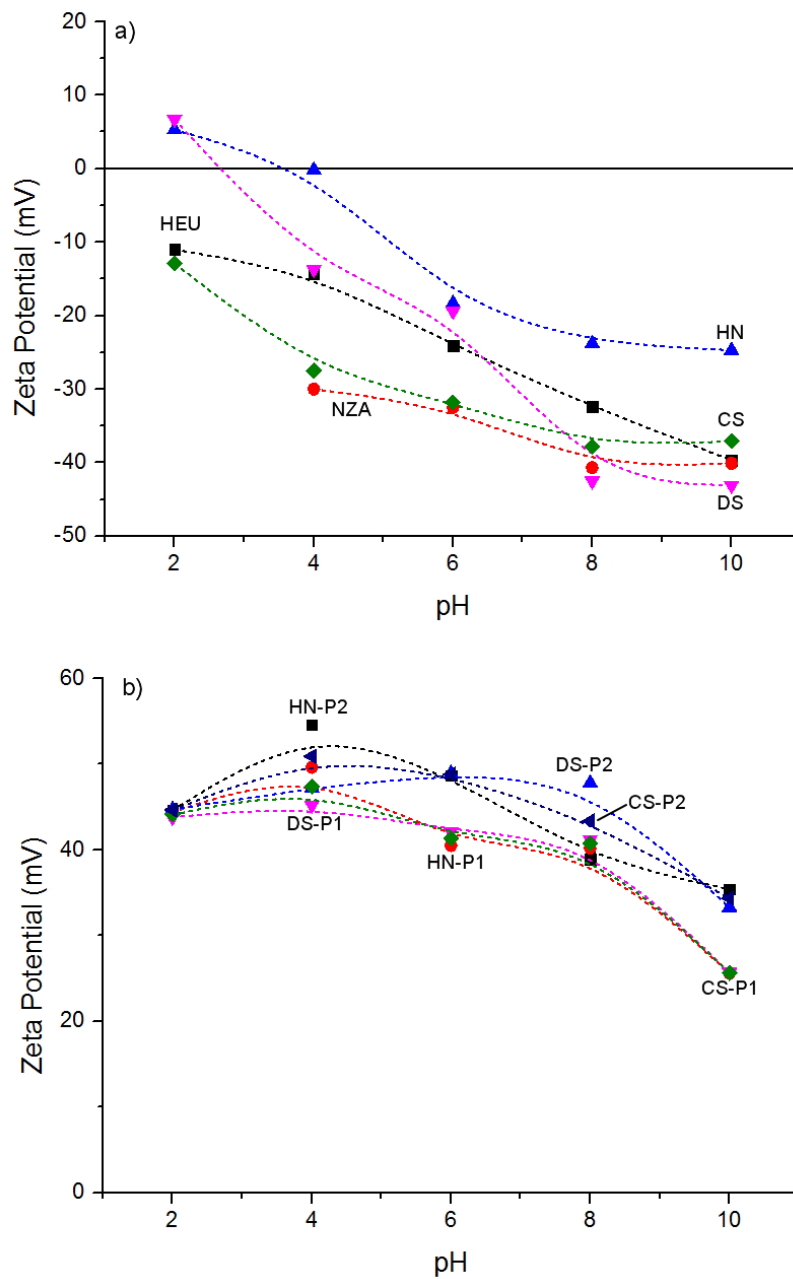 a)
20
10
0
-10
-20
-30
-40
-50
Zeta Potential (mV)
HEU
NZA
HN
CS
DS
2 4 6 8 10
pH
b)
60
40
20
0
Zeta Potential (mV)
HN-P2
DS-P2
CS-P2
DS-P1
HN-P1
CS-P1
2 4 6 8 10
pH